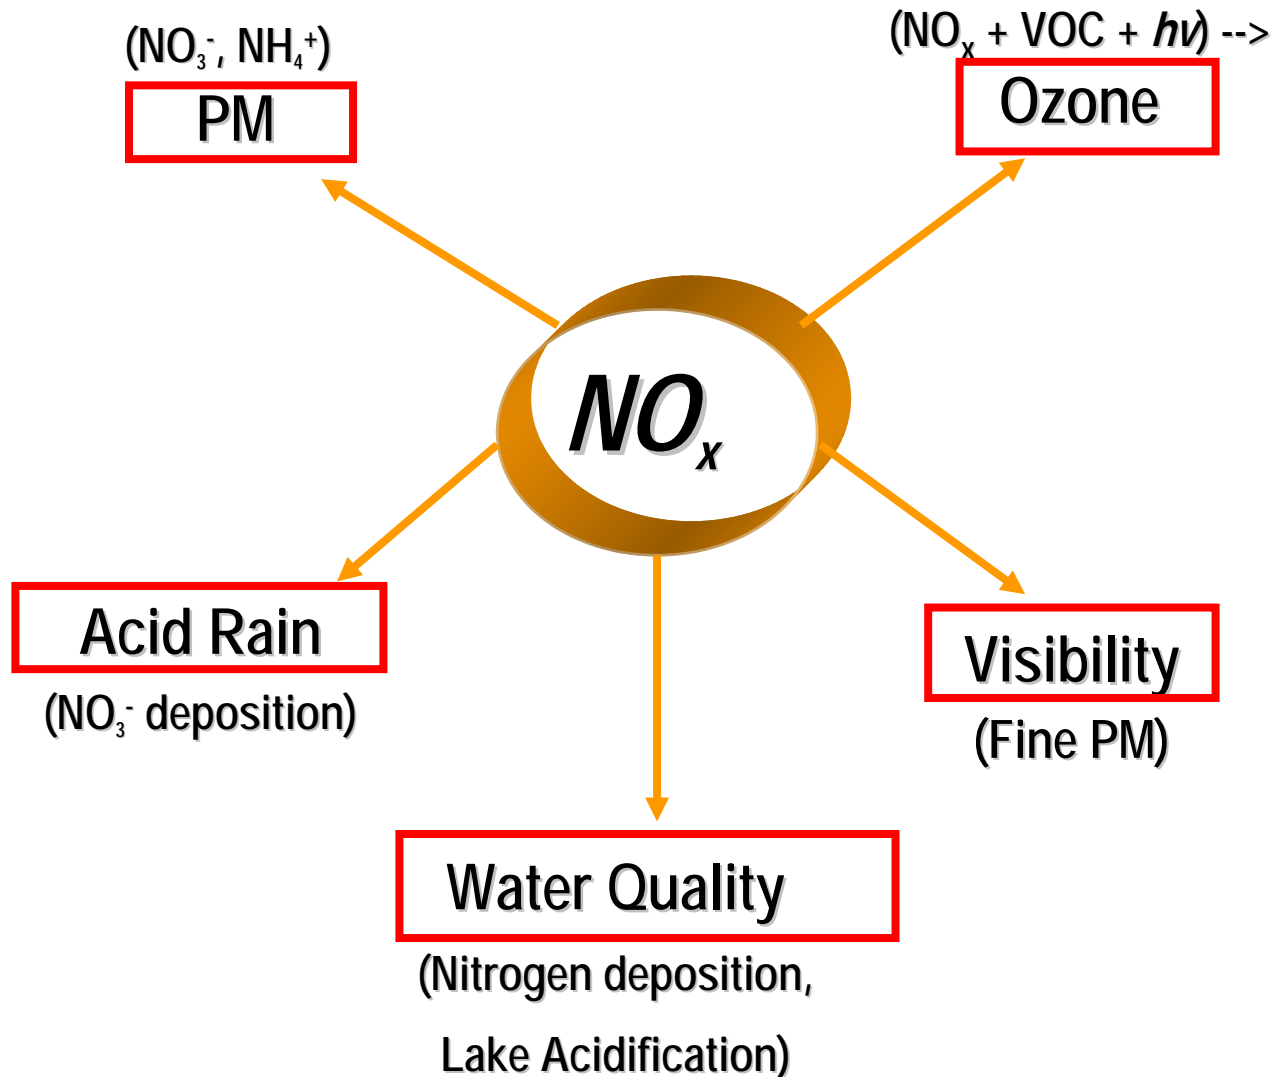 (NO₃⁻, NH₄⁺)
PM
(NOₓ + VOC + hν) -->
Ozone
NOₓ
Acid Rain
(NO₃⁻ deposition)
Visibility
(Fine PM)
Water Quality
(Nitrogen deposition,
Lake Acidification)